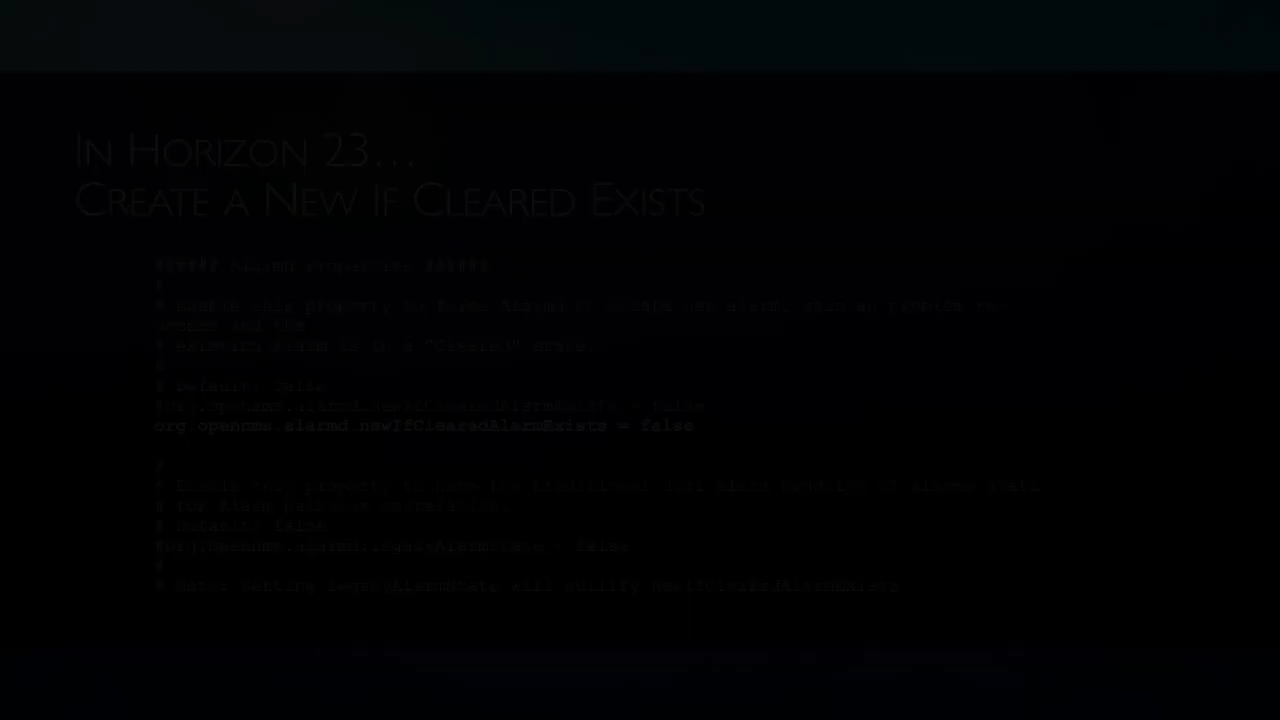 IN HORIZON 23...
CREATE A NEW IF CLEARED EXISTS
###### Alarmd Properties ######
#
# Enable this property to force Alarmd to create new alarms when an problem re-
occurs and the
# existing Alarm is in a "Cleared" state.
#
# Default: false
#org.opennms.alarmd.newIfClearedAlarmExists = false
org.opennms.alarmd.newIfClearedAlarmExists = false
#
# Enable this property to have the traditional dual alarm handling of alarms state
# for alarm pairwise correlation.
# Default: false
#org.opennms.alarmd.legacyAlarmState = false
#
# Note: Setting legacyAlarmState will nullify newIfClearedAlarmExists